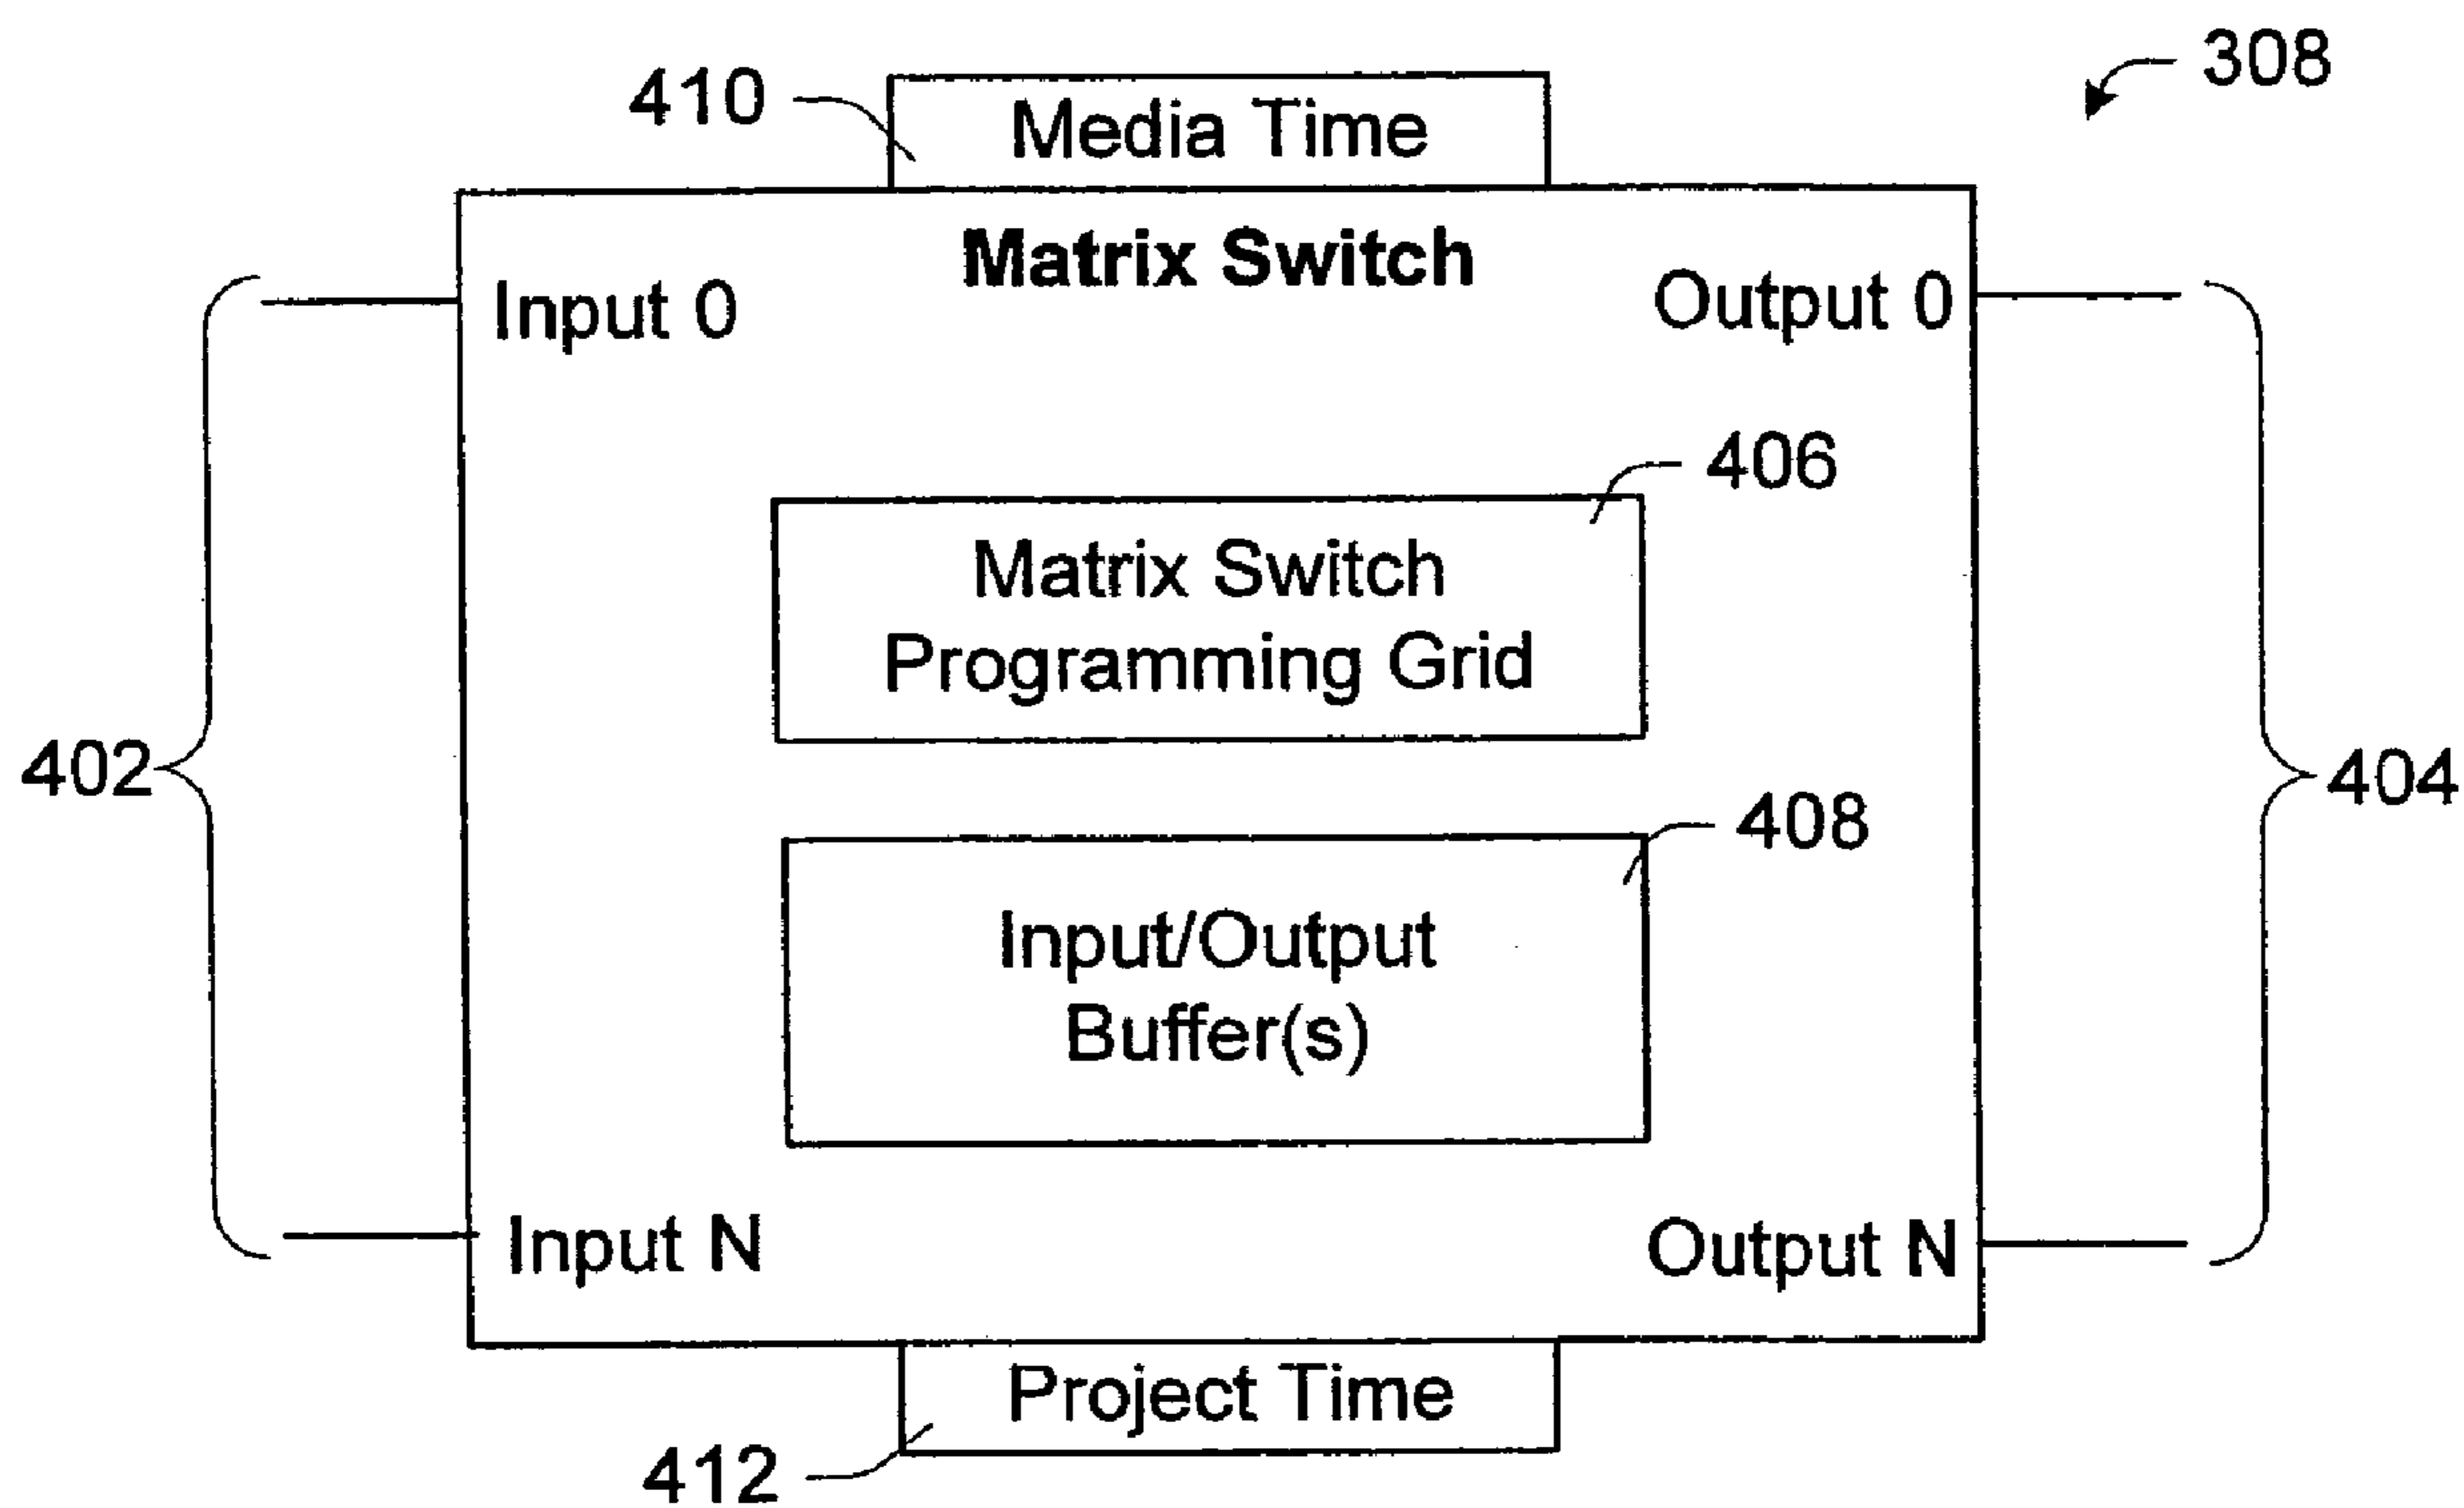 308
410
Media Time
Matrix Switch
Input 0
Output 0
406
Matrix Switch
Programming Grid
402
404
408
Input/Output
Buffer(s)
Input N
Output N
Project Time
412